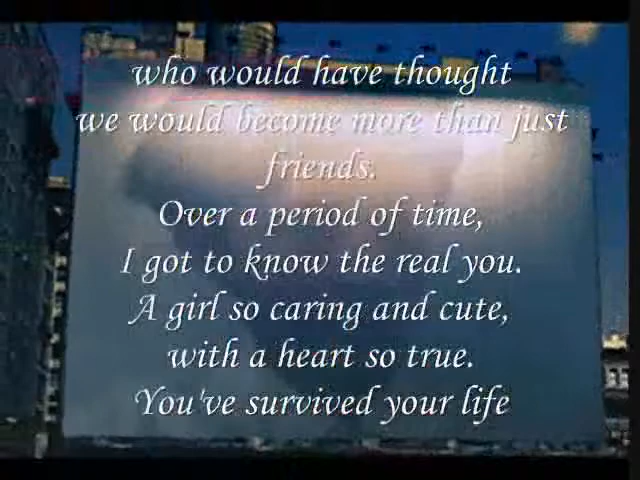 who would have thought
we would become more than just
friends.
Over a period of time,
I got to know the real you.
A girl so caring and cute,
with a heart so true.
You've survived your life